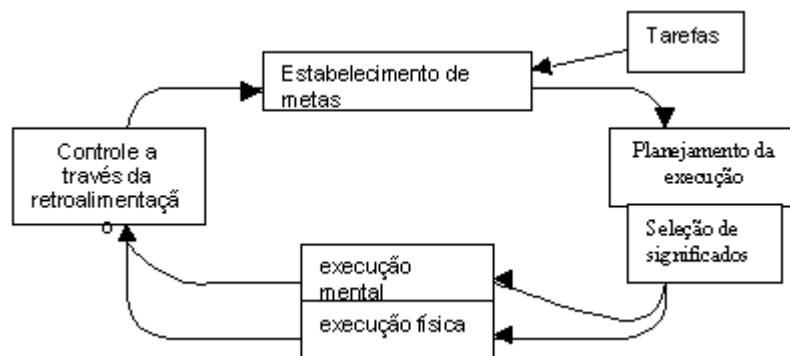 Tarefas
Estabelecimento de
metas
Controle a
través da
retroalimentaçã
o
Planejamento da
execução
Seleção de
significados
execução
mental
execução física